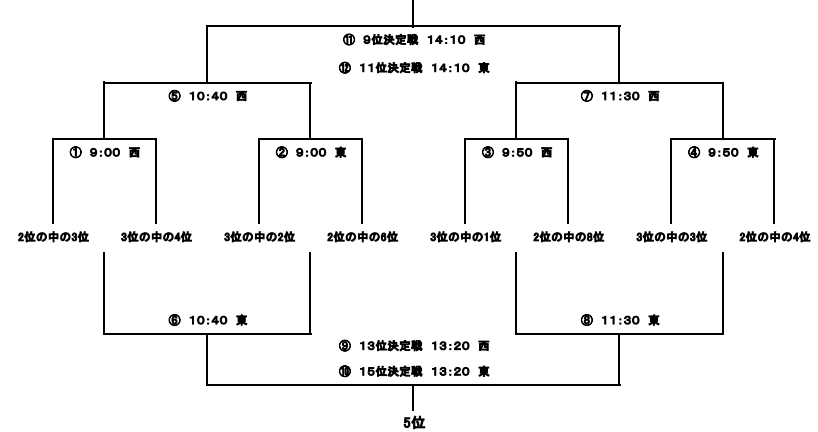 ⑪ 9位決定戦 14:10 西
⑫ 11位決定戦 14:10 東
⑤ 10:40 西
⑦ 11:30 西
① 9:00 西
② 9:00 東
③ 9:50 西
④ 9:50 東
2位の中の3位
3位の中の4位
3位の中の2位
2位の中の6位
3位の中の1位
2位の中の8位
3位の中の3位
2位の中の4位
⑥ 10:40 東
⑧ 11:30 東
⑨ 13位決定戦 13:20 西
⑩ 15位決定戦 13:20 東
5位